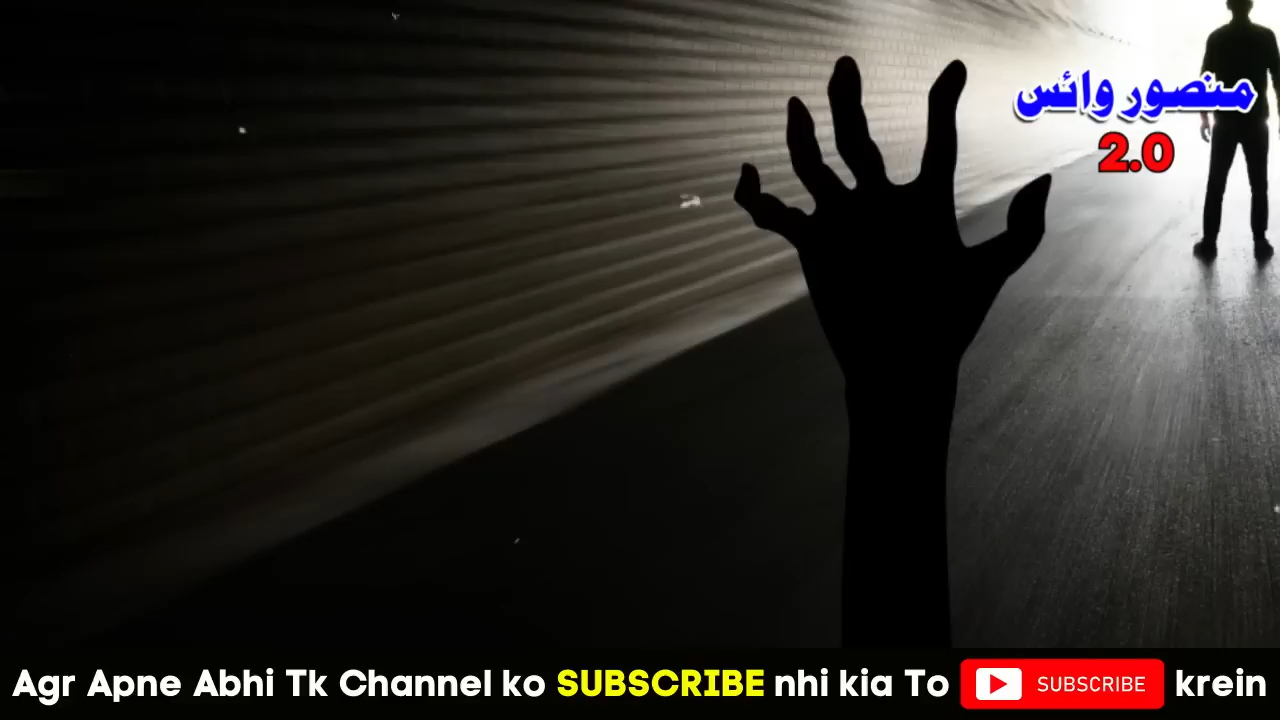 منصور وائس
2.0
Agr Apne Abhi Tk Channel ko SUBSCRIBE nhi kia To SUBSCRIBE krein